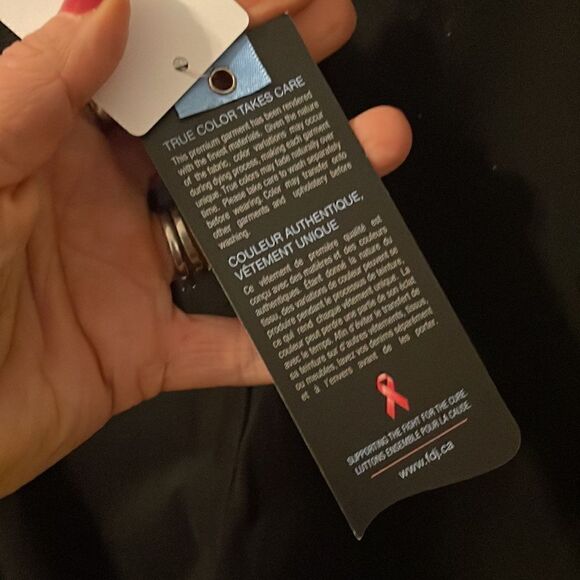 TRUE COLOR TAKES CARE
This premium garment has been rendered
with the finest materials. Given the nature
of the fabric, color variations may occur
during dying process, making each garment
unique. True colors may fade naturally over
time. Please take care to wash separately
before wearing. Color may transfer onto
other garments and upholstery before
washing.
COULEUR AUTHENTIQUE,
VÊTEMENT UNIQUE
Ce vêtement de première qualité est
conçu avec des matières et des couleurs
authentiques. Étant donné la nature du
tissu, des variations de couleur peuvent se
produire pendant le processus de teinture,
ce qui rend chaque vêtement unique. La
couleur peut perdre une partie de son éclat
avec le temps. Afin d'éviter le transfert de
sa teinture sur d'autres vêtements, tissus,
ou meubles, lavez vos denims séparément
et à l'envers avant de les porter.
SUPPORTING THE FIGHT FOR THE CURE
LUTTONS ENSEMBLE POUR LA CAUSE
www.fdj.ca